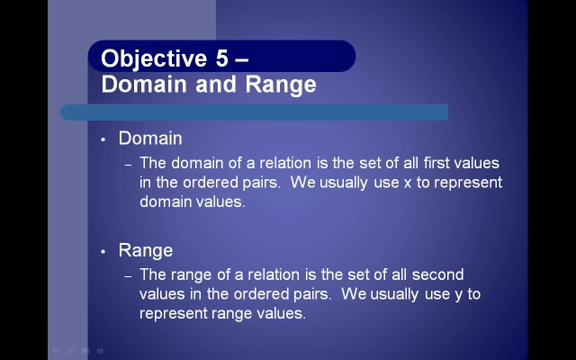 Objective 5 –
Domain and Range
• Domain
– The domain of a relation is the set of all first values
in the ordered pairs. We usually use x to represent
domain values.
• Range
– The range of a relation is the set of all second
values in the ordered pairs. We usually use y to
represent range values.